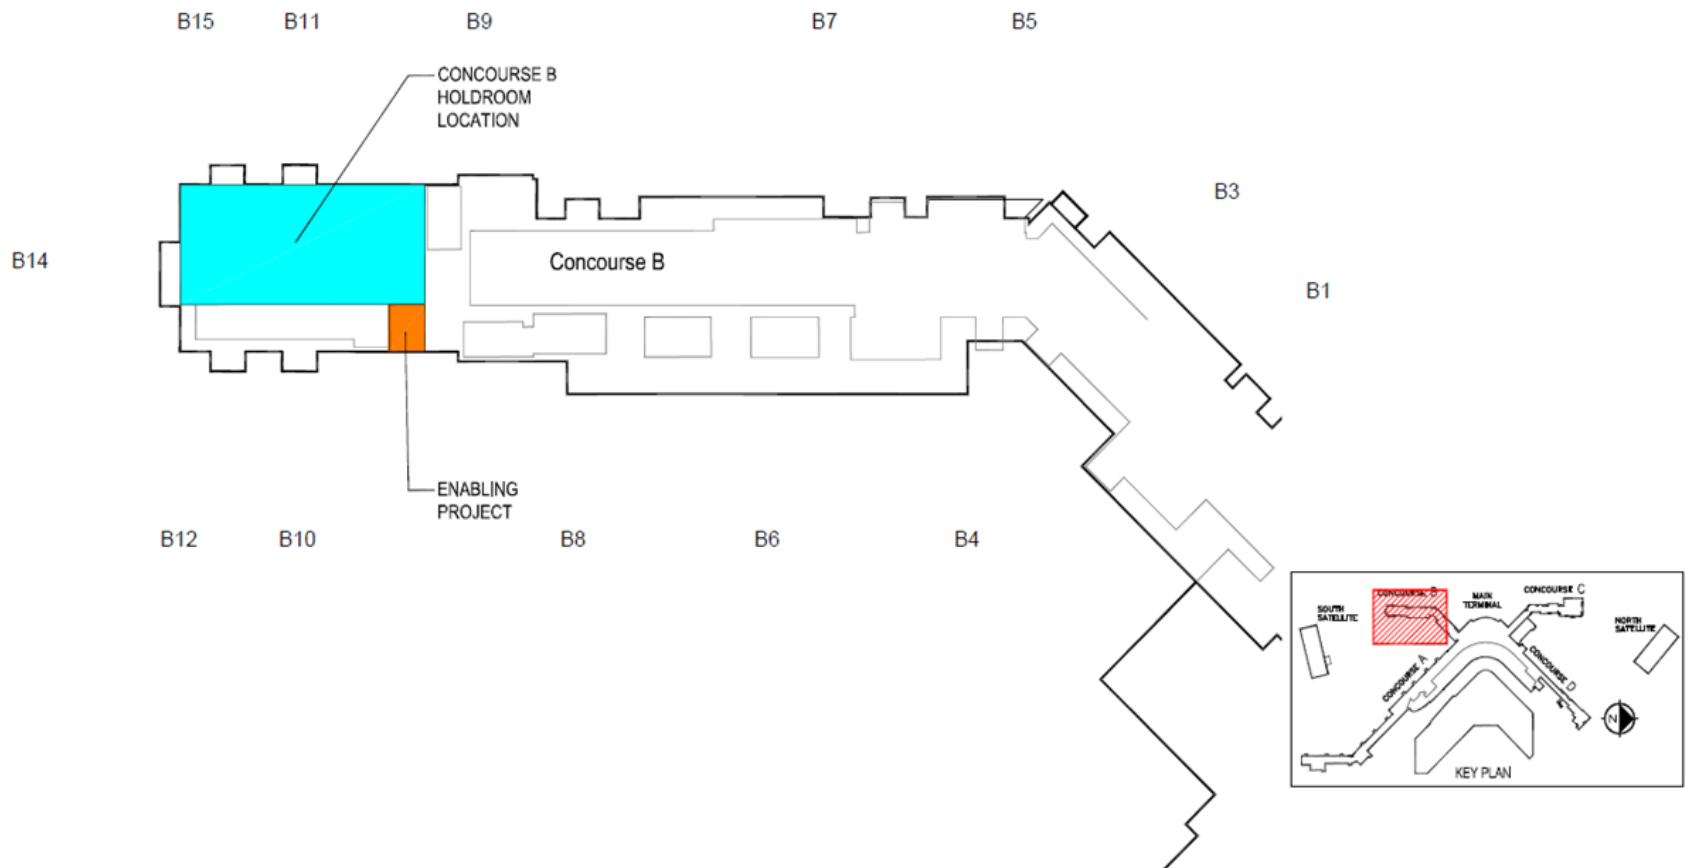 B15 B11 B9 B7 B5
CONCOURSE B
HOLDROOM
LOCATION
B3
B14
Concourse B
B1
ENABLING
PROJECT
B12 B10 B8 B6 B4
CONCOURSE B
MAIN
TERMINAL
CONCOURSE C
SOUTH
SATELLITE
NORTH
SATELLITE
CONCOURSE A
CONCOURSE D
N
KEY PLAN